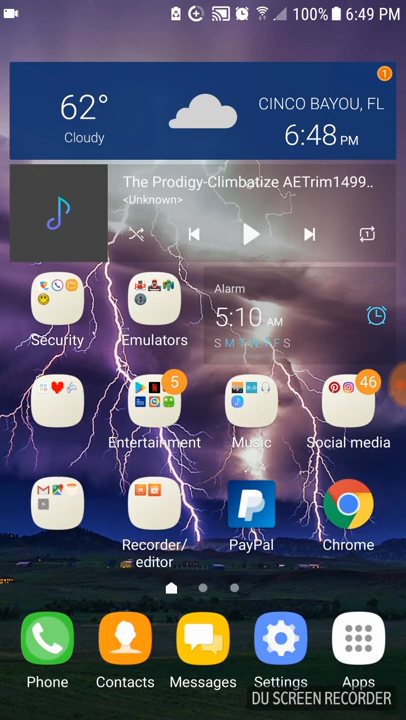 100% 6:49 PM
1
62°
Cloudy
CINCO BAYOU, FL
6:48 PM
The Prodigy-Climbatize AETrim1499..
<Unknown>
1
Alarm
5:10 AM
S M T W T F S
Security
Emulators
5
46
Entertainment
Music
Social media
Recorder/
editor
PayPal
Chrome
Phone
Contacts
Messages
Settings
Apps
DU SCREEN RECORDER